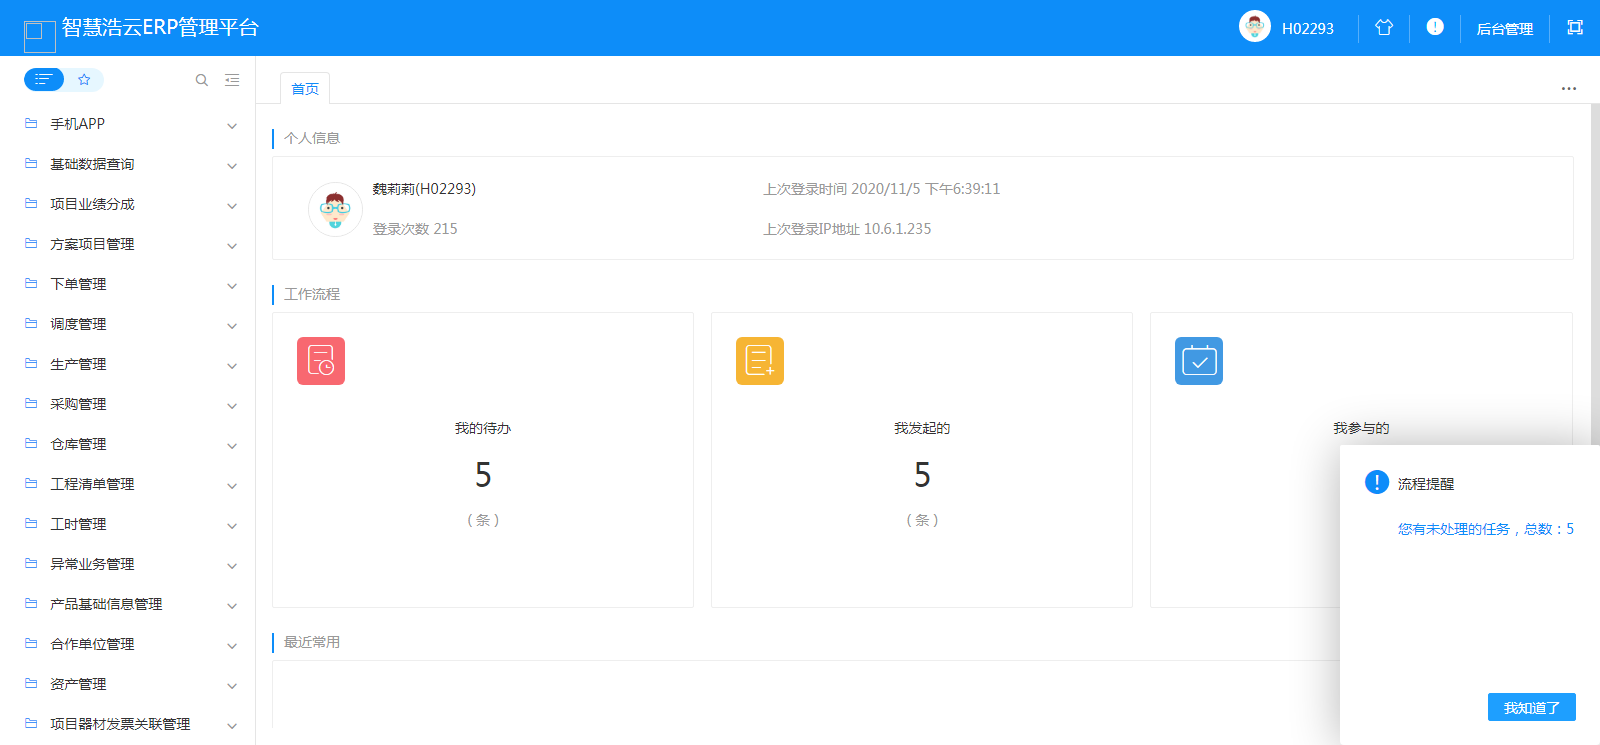 智慧浩云ERP管理平台
H02293
后台管理
首页
手机APP
基础数据查询
项目业绩分成
方案项目管理
下单管理
调度管理
生产管理
采购管理
仓库管理
工程清单管理
工时管理
异常业务管理
产品基础信息管理
合作单位管理
资产管理
项目器材发票关联管理
个人信息
魏莉莉(H02293)
上次登录时间 2020/11/5 下午6:39:11
登录次数 215
上次登录IP地址 10.6.1.235
工作流程
我的待办
5
（条）
我发起的
5
（条）
我参与的
最近常用
流程提醒
您有未处理的任务，总数：5
我知道了